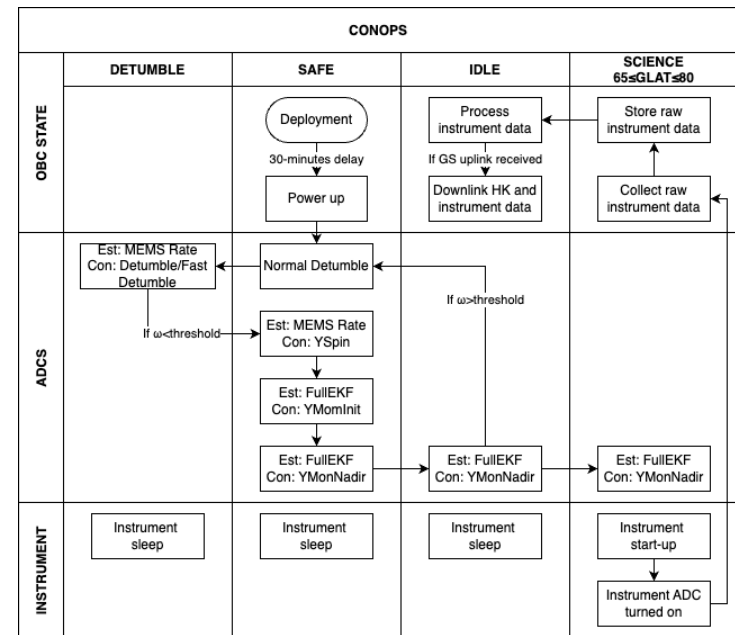 CONOPS
DETUMBLE
SAFE
IDLE
SCIENCE
65≤GLAT≤80
OBC STATE
Deployment
30-minutes delay
Power up
Process
instrument data
If GS uplink received
Downlink HK and
instrument data
Store raw
instrument data
Collect raw
instrument data
ADCS
Est: MEMS Rate
Con: Detumble/Fast
Detumble
Normal Detumble
If ω<threshold
If ω>threshold
Est: MEMS Rate
Con: YSpin
Est: FullEKF
Con: YMomInit
Est: FullEKF
Con: YMonNadir
Est: FullEKF
Con: YMonNadir
Est: FullEKF
Con: YMonNadir
INSTRUMENT
Instrument
sleep
Instrument
sleep
Instrument
sleep
Instrument
start-up
Instrument ADC
turned on